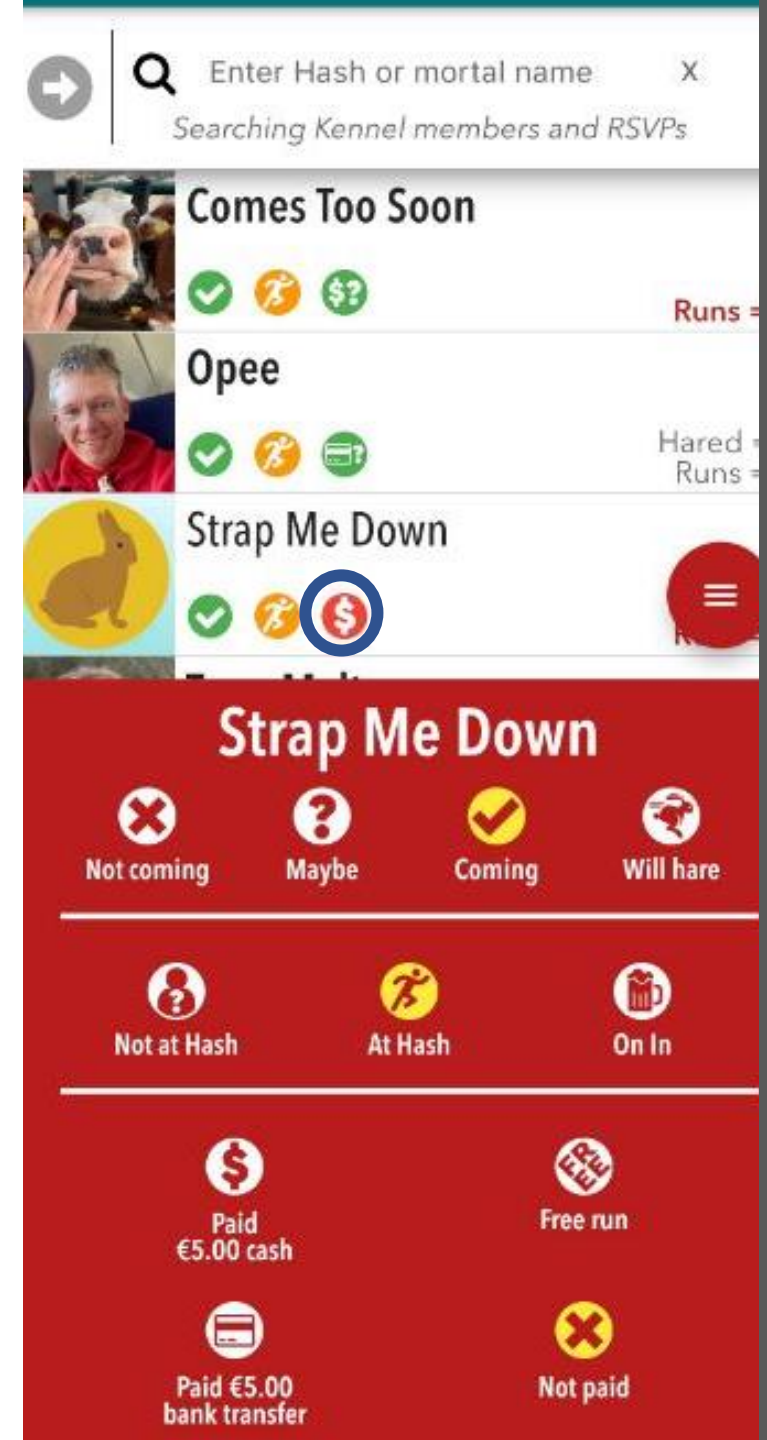 Enter Hash or mortal name X
Searching Kennel members and RSVPs
Comes Too Soon
$?
Runs =
Opee
?
Hared =
Runs =
Strap Me Down
$
Strap Me Down
Not coming
?
Maybe
Coming
Will hare
?
Not at Hash
At Hash
On In
$
Paid
€5.00 cash
FREE
Free run
Paid €5.00
bank transfer
Not paid